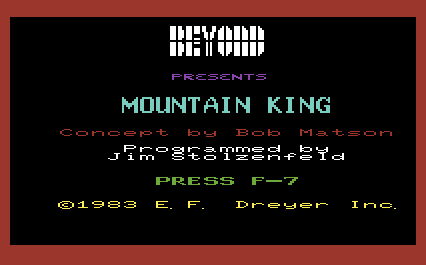 BEYOND
PRESENTS
MOUNTAIN KING
Concept by Bob Matson
Programmed by
Jim Stolzenfeld
PRESS F-7
©1983 E. F. Dreyer Inc.